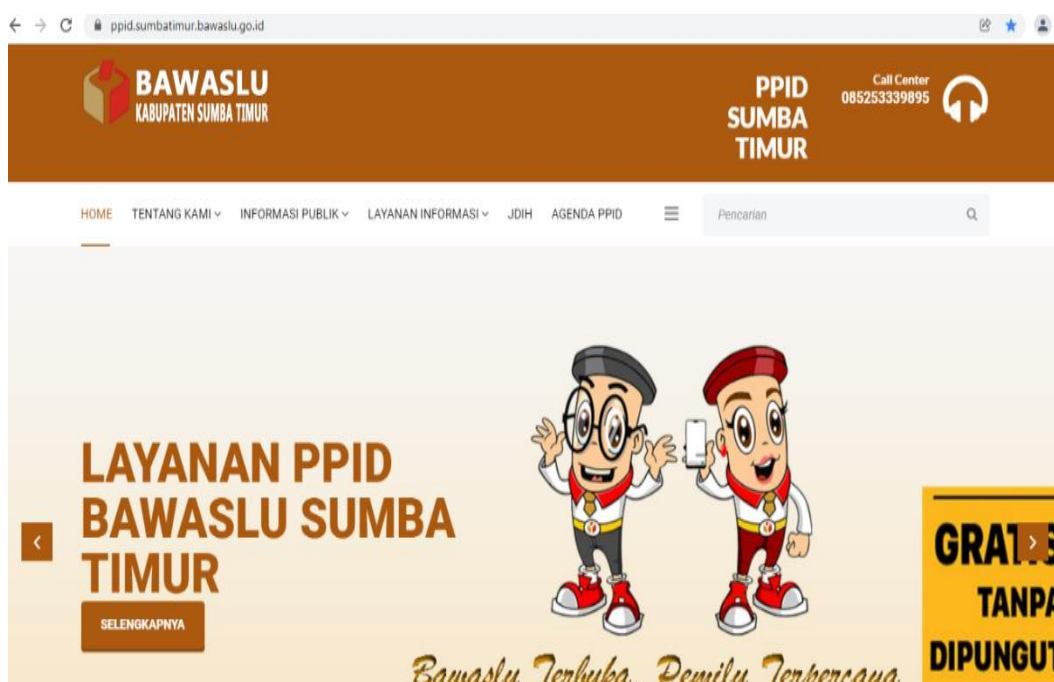 ppid.sumbatimur.bawaslu.go.id
BAWASLU
KABUPATEN SUMBA TIMUR
PPID
SUMBA
TIMUR
Call Center
085253339895
HOME TENTANG KAMI INFORMASI PUBLIK LAYANAN INFORMASI JDIH AGENDA PPID Pencarian
LAYANAN PPID
BAWASLU SUMBA
TIMUR
SELENGKAPNYA
Bawaslu Terbuka Pemilu Terpercaya
GRATIS
TANPA
DIPUNGUT